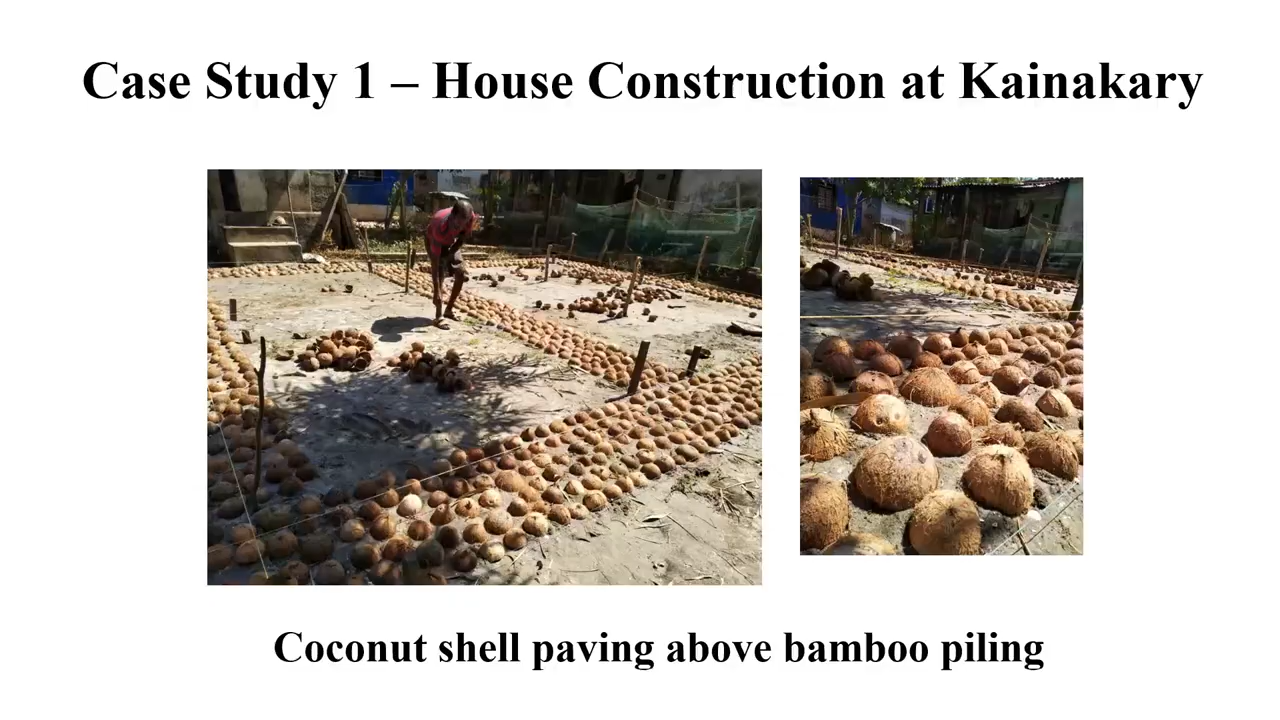 Case Study 1 – House Construction at Kainakary
Coconut shell paving above bamboo piling